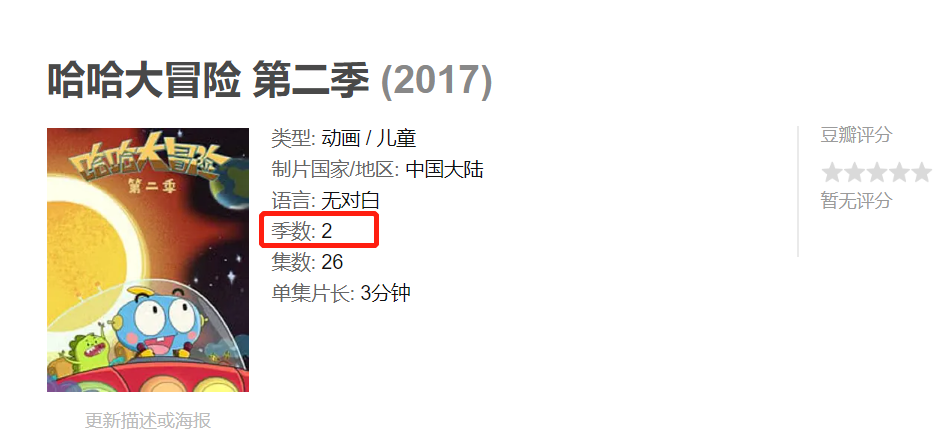 哈哈大冒险 第二季 (2017)
哈哈大冒险
第二季
类型: 动画 / 儿童
制片国家/地区: 中国大陆
语言: 无对白
季数: 2
集数: 26
单集片长: 3分钟
更新描述或海报
豆瓣评分
暂无评分